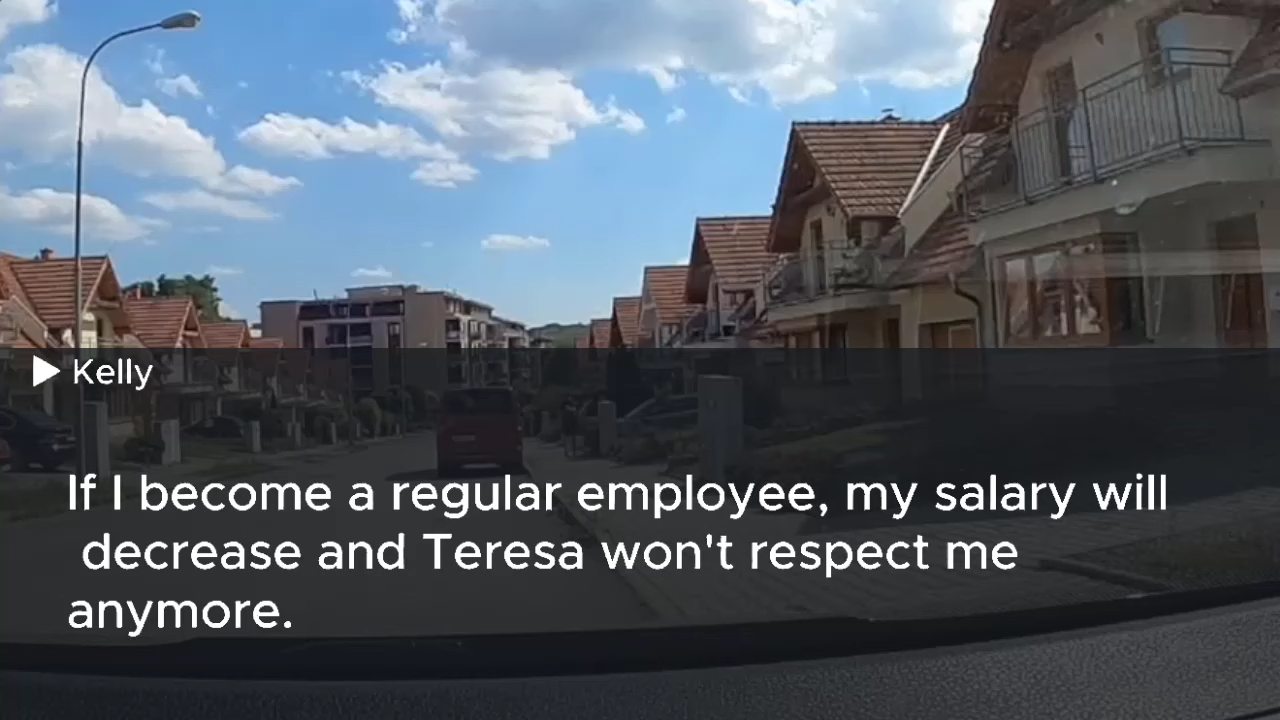 Kelly
If I become a regular employee, my salary will
decrease and Teresa won't respect me
anymore.